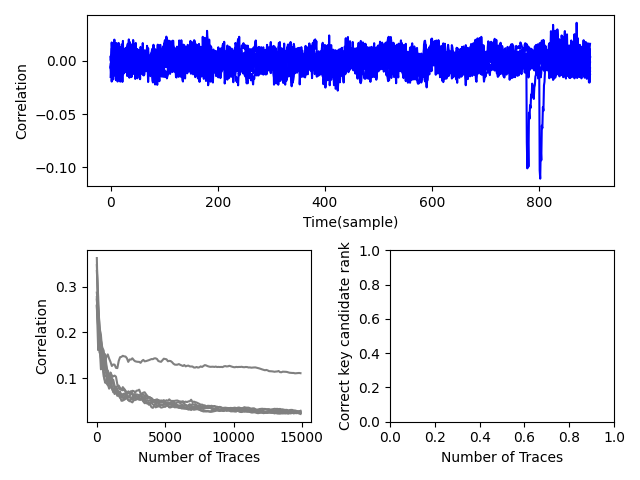 0.00
−0.05
−0.10
Correlation
0 200 400 600 800
Time(sample)
0.3
0.2
0.1
Correlation
0 5000 10000 15000
Number of Traces
1.0
0.8
0.6
0.4
0.2
0.0
Correct key candidate rank
0.0 0.2 0.4 0.6 0.8 1.0
Number of Traces